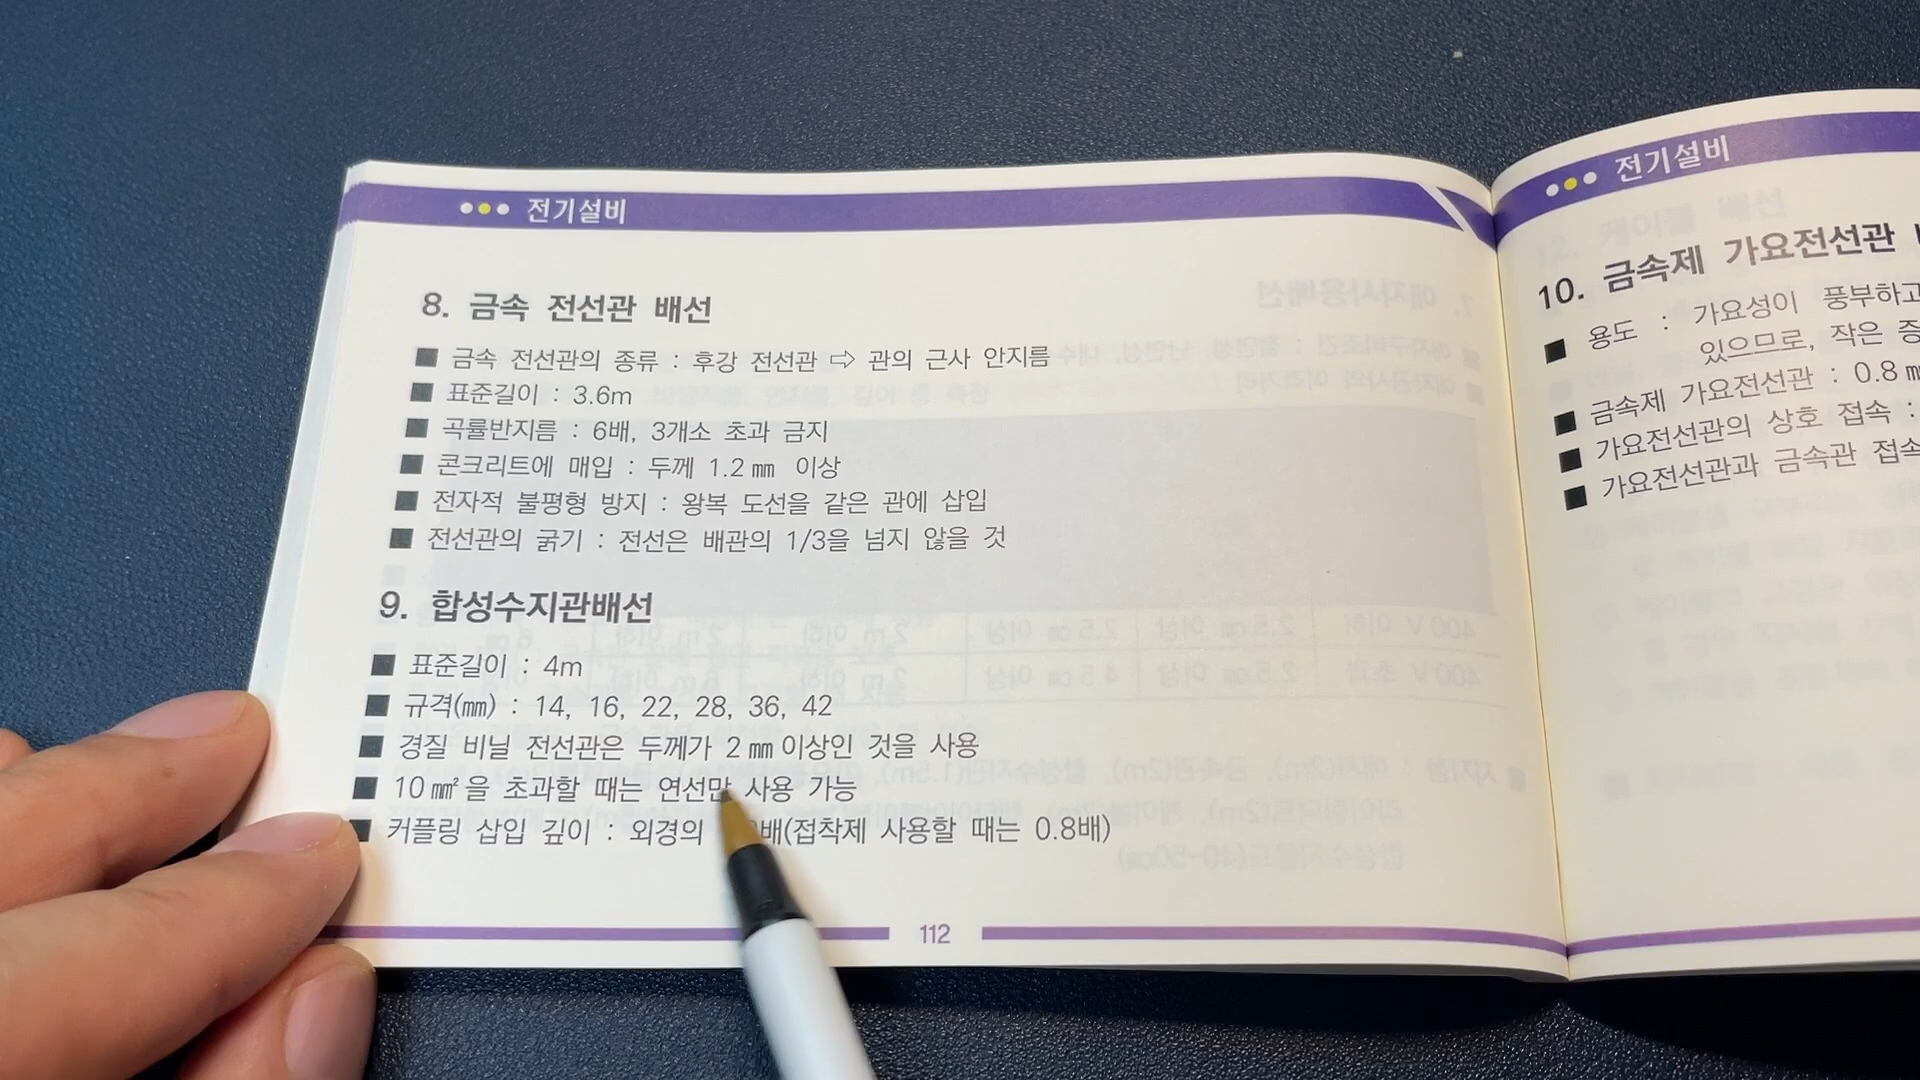 전기설비
8. 금속 전선관 배선
■ 금속 전선관의 종류 : 후강 전선관 ⇨ 관의 근사 안지름
■ 표준길이 : 3.6m
■ 곡률반지름 : 6배, 3개소 초과 금지
■ 콘크리트에 매입 : 두께 1.2㎜ 이상
■ 전자적 불평형 방지 : 왕복 도선을 같은 관에 삽입
■ 전선관의 굵기 : 전선은 배관의 1/3을 넘지 않을 것
9. 합성수지관배선
■ 표준길이 : 4m
■ 규격(㎜) : 14, 16, 22, 28, 36, 42
■ 경질 비닐 전선관은 두께가 2㎜이상인 것을 사용
■ 10㎟을 초과할 때는 연선만 사용 가능
■ 커플링 삽입 깊이 : 외경의 배(접착제 사용할 때는 0.8배)
112
전기설비
10. 금속제 가요전선관
■ 용도 : 가요성이 풍부하고
있으므로, 작은
■ 금속제 가요전선관 : 0.8
■ 가요전선관의 상호 접속 :
■ 가요전선관과 금속관 접속